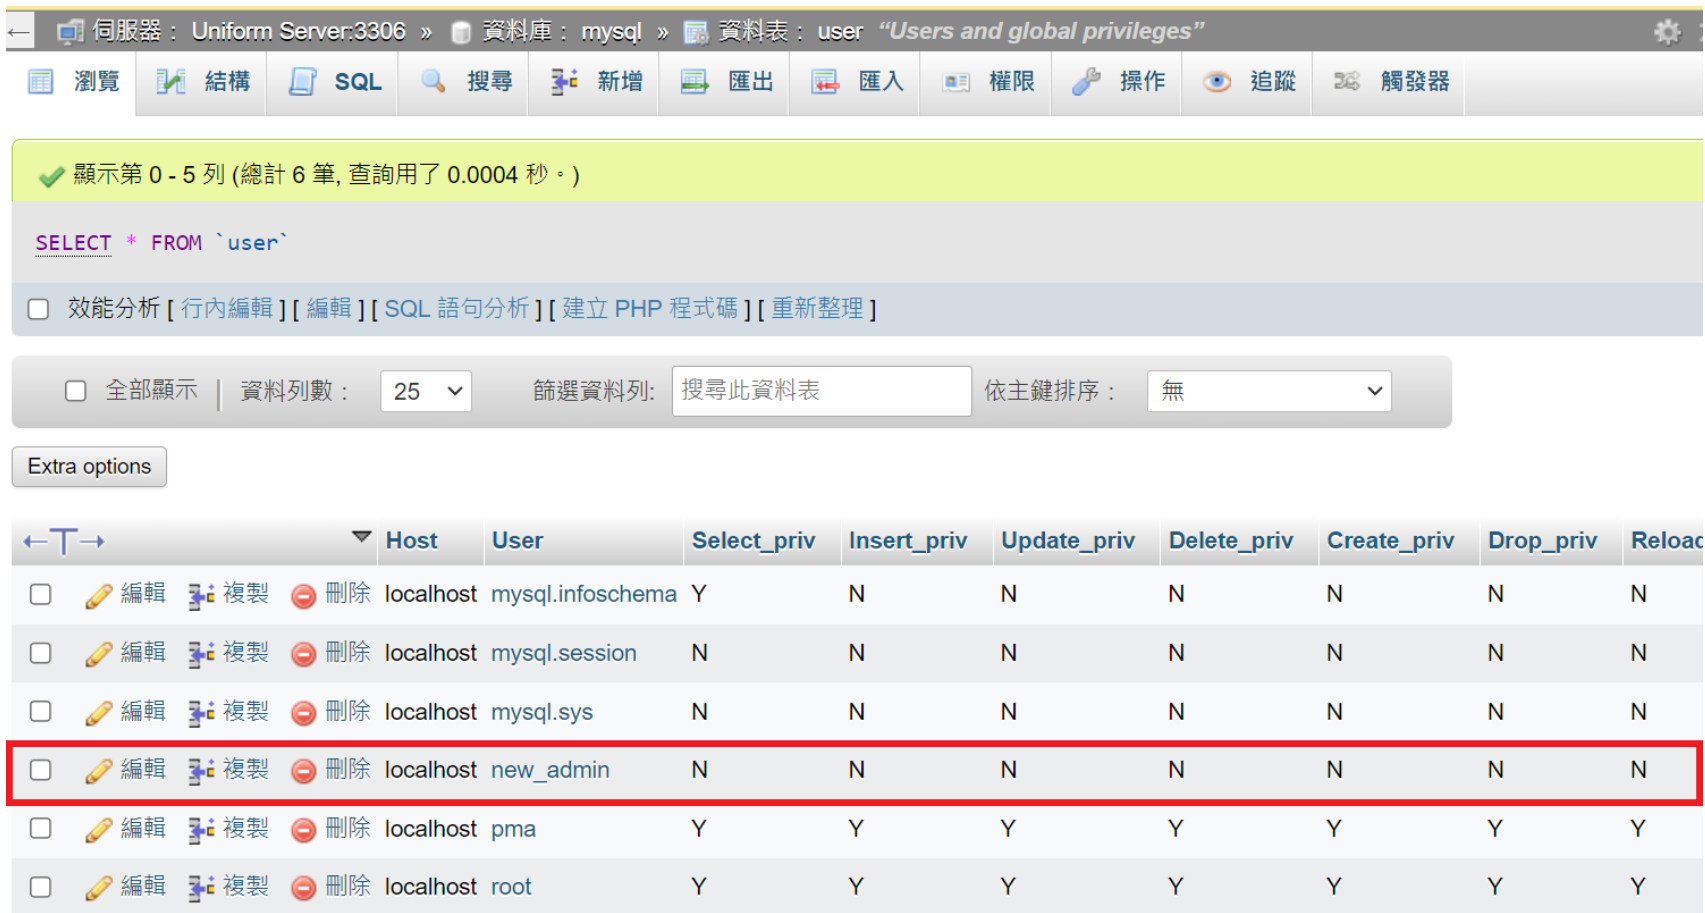 ← 伺服器： Uniform Server:3306 » 資料庫： mysql » 資料表： user “Users and global privileges”
瀏覽 結構 SQL 搜尋 新增 匯出 匯入 權限 操作 追蹤 觸發器
顯示第 0 - 5 列 (總計 6 筆, 查詢用了 0.0004 秒。)
SELECT * FROM `user`
效能分析 [ 行內編輯 ] [ 編輯 ] [ SQL 語句分析 ] [ 建立 PHP 程式碼 ] [ 重新整理 ]
全部顯示 | 資料列數： 25 篩選資料列: 搜尋此資料表 依主鍵排序： 無
Extra options
←T→ Host User Select_priv Insert_priv Update_priv Delete_priv Create_priv Drop_priv Reload
編輯 複製 刪除 localhost mysql.infoschema Y N N N N N N
編輯 複製 刪除 localhost mysql.session N N N N N N N
編輯 複製 刪除 localhost mysql.sys N N N N N N N
編輯 複製 刪除 localhost new_admin N N N N N N N
編輯 複製 刪除 localhost pma Y Y Y Y Y Y Y
編輯 複製 刪除 localhost root Y Y Y Y Y Y Y